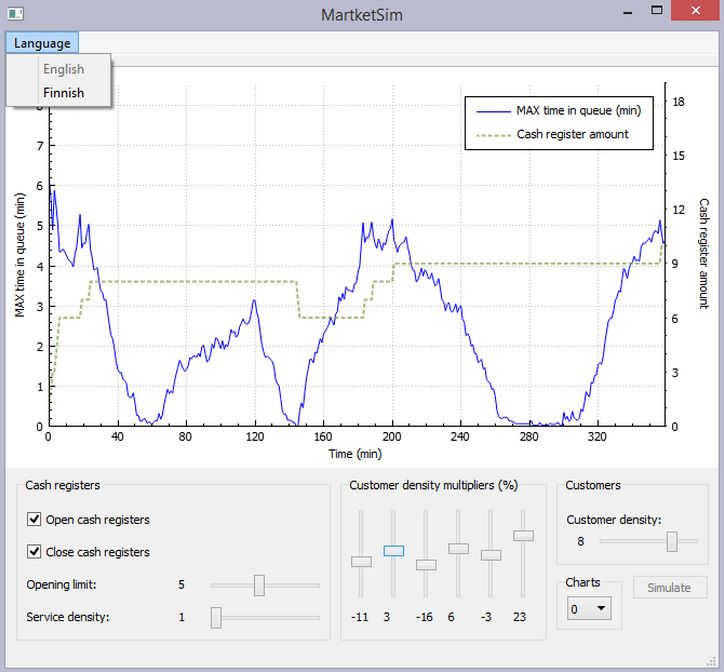 MartketSim
Language
English
Finnish
MAX time in queue (min)
Cash register amount
8
7
6
5
4
3
2
1
0
MAX time in queue (min)
18
15
12
9
6
3
0
Cash register amount
0 40 80 120 160 200 240 280 320
Time (min)
Cash registers
Open cash registers
Close cash registers
Opening limit: 5
Service density: 1
Customer density multipliers (%)
-11 3 -16 6 -3 23
Customers
Customer density:
8
Charts
0
Simulate